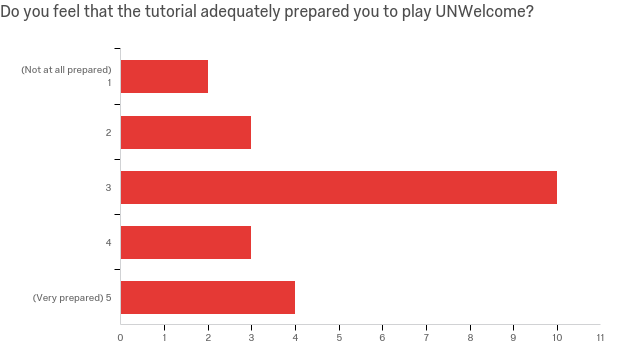 Do you feel that the tutorial adequately prepared you to play UNWelcome?
(Not at all prepared)
1
2
3
4
(Very prepared) 5
0 1 2 3 4 5 6 7 8 9 10 11